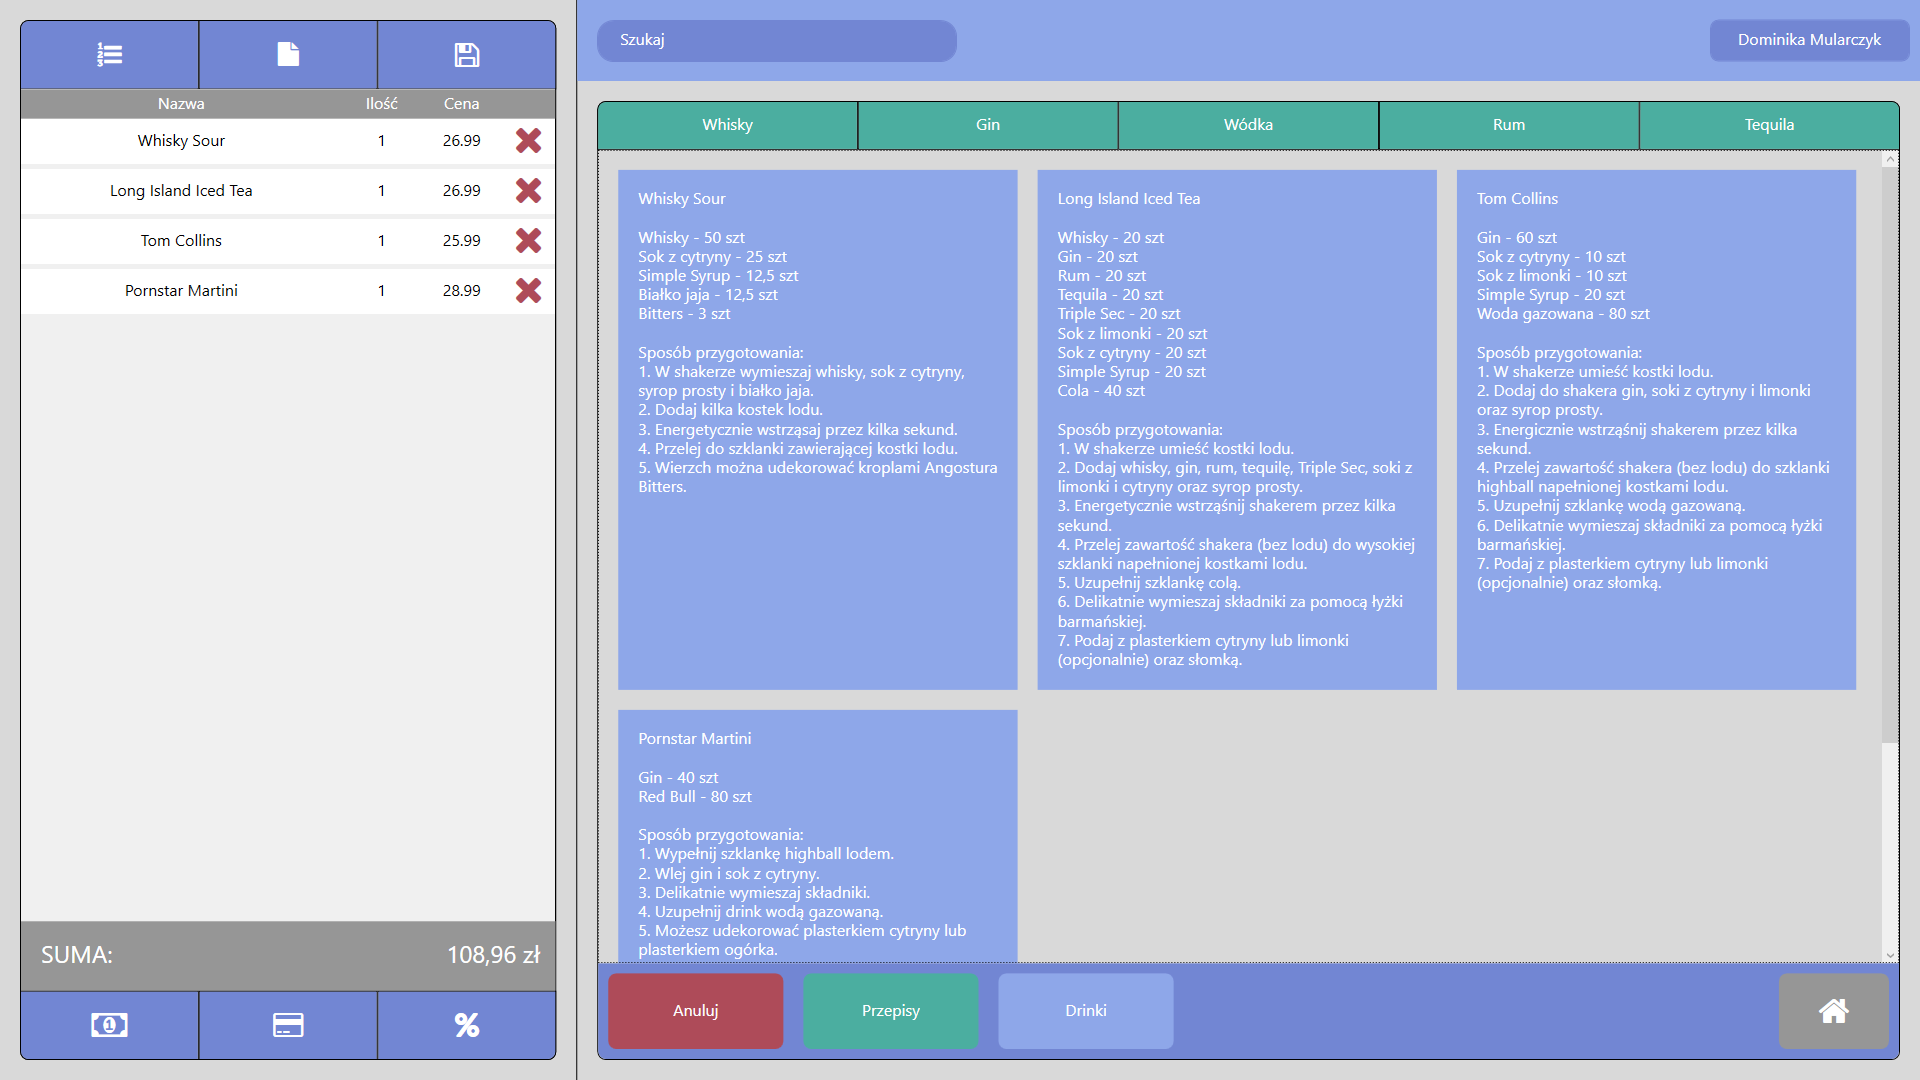 Szukaj
Dominika Mularczyk
Nazwa Ilość Cena
Whisky Sour 1 26.99
Long Island Iced Tea 1 26.99
Tom Collins 1 25.99
Pornstar Martini 1 28.99
SUMA: 108,96 zł
Whisky Gin Wódka Rum Tequila
Whisky Sour
Whisky - 50 szt
Sok z cytryny - 25 szt
Simple Syrup - 12,5 szt
Białko jaja - 12,5 szt
Bitters - 3 szt
Sposób przygotowania:
1. W shakerze wymieszaj whisky, sok z cytryny,
syrop prosty i białko jaja.
2. Dodaj kilka kostek lodu.
3. Energetycznie wstrząsaj przez kilka sekund.
4. Przelej do szklanki zawierającej kostki lodu.
5. Wierzch można udekorować kroplami Angostura
Bitters.
Long Island Iced Tea
Whisky - 20 szt
Gin - 20 szt
Rum - 20 szt
Tequila - 20 szt
Triple Sec - 20 szt
Sok z limonki - 20 szt
Sok z cytryny - 20 szt
Simple Syrup - 20 szt
Cola - 40 szt
Sposób przygotowania:
1. W shakerze umieść kostki lodu.
2. Dodaj whisky, gin, rum, tequilę, Triple Sec, soki z
limonki i cytryny oraz syrop prosty.
3. Energetycznie wstrząśnij shakerem przez kilka
sekund.
4. Przelej zawartość shakera (bez lodu) do wysokiej
szklanki napełnionej kostkami lodu.
5. Uzupełnij szklankę colą.
6. Delikatnie wymieszaj składniki za pomocą łyżki
barmańskiej.
7. Podaj z plasterkiem cytryny lub limonki
(opcjonalnie) oraz słomką.
Tom Collins
Gin - 60 szt
Sok z cytryny - 10 szt
Sok z limonki - 10 szt
Simple Syrup - 20 szt
Woda gazowana - 80 szt
Sposób przygotowania:
1. W shakerze umieść kostki lodu.
2. Dodaj do shakera gin, soki z cytryny i limonki
oraz syrop prosty.
3. Energicznie wstrząśnij shakerem przez kilka
sekund.
4. Przelej zawartość shakera (bez lodu) do szklanki
highball napełnionej kostkami lodu.
5. Uzupełnij szklankę wodą gazowaną.
6. Delikatnie wymieszaj składniki za pomocą łyżki
barmańskiej.
7. Podaj z plasterkiem cytryny lub limonki
(opcjonalnie) oraz słomką.
Pornstar Martini
Gin - 40 szt
Red Bull - 80 szt
Sposób przygotowania:
1. Wypełnij szklankę highball lodem.
2. Wlej gin i sok z cytryny.
3. Delikatnie wymieszaj składniki.
4. Uzupełnij drink wodą gazowaną.
5. Możesz udekorować plasterkiem cytryny lub
plasterkiem ogórka.
Anuluj
Przepisy
Drinki